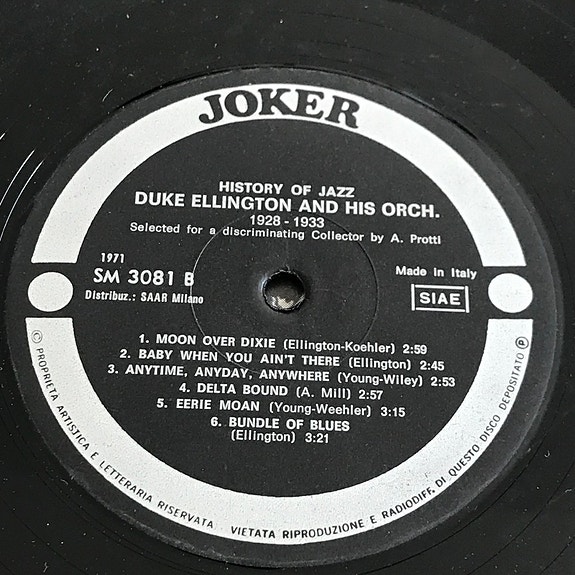 JOKER
HISTORY OF JAZZ
DUKE ELLINGTON AND HIS ORCH.
1928 - 1933
Selected for a discriminating Collector by A. Protti
1971
SM 3081 B
Distribuz.: SAAR Milano
Made in Italy
SIAE
1. MOON OVER DIXIE (Ellington-Koehler) 2:59
2. BABY WHEN YOU AIN'T THERE (Ellington) 2:45
3. ANYTIME, ANYDAY, ANYWHERE (Young-Wiley) 2:53
4. DELTA BOUND (A. Mill) 2:57
5. EERIE MOAN (Young-Weehler) 3:15
6. BUNDLE OF BLUES
(Ellington) 3:21
© PROPRIETA ARTISTICA E LETTERARIA RISERVATA VIETATA RIPRODUZIONE E RADIODIFF. DI QUESTO DISCO DEPOSITATO ℗